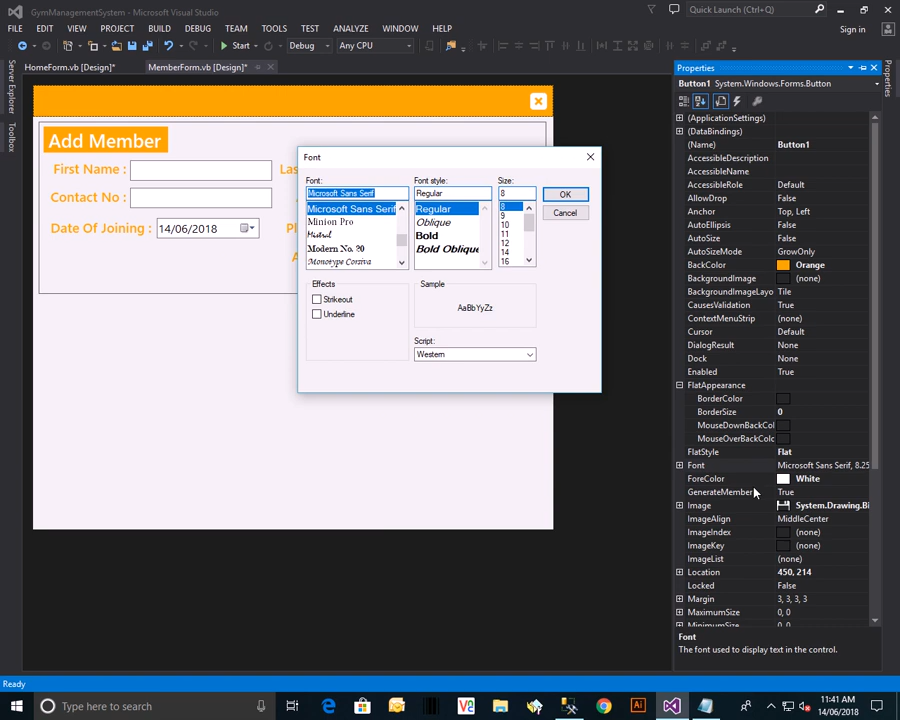 GymManagementSystem - Microsoft Visual Studio
Quick Launch (Ctrl+Q)
FILE EDIT VIEW PROJECT BUILD DEBUG TEAM TOOLS TEST ANALYZE WINDOW HELP
Sign in
Start Debug Any CPU
Server Explorer
Toolbox
HomeForm.vb [Design]* MemberForm.vb [Design]*
Add Member
First Name : Las
Contact No :
Date Of Joining : 14/06/2018
Font
Font: Font style: Size:
Microsoft Sans Serif Regular 8
OK
Cancel
Microsoft Sans Serif
Minion Pro
Mistral
Modern No. 20
Monotype Corsiva
Regular
Oblique
Bold
Bold Oblique
8
9
10
11
12
14
16
Effects
Strikeout
Underline
Sample
AaBbYyZz
Script:
Western
Properties
Button1 System.Windows.Forms.Button
(ApplicationSettings)
(DataBindings)
(Name) Button1
AccessibleDescription
AccessibleName
AccessibleRole Default
AllowDrop False
Anchor Top, Left
AutoEllipsis False
AutoSize False
AutoSizeMode GrowOnly
BackColor Orange
BackgroundImage (none)
BackgroundImageLayo Tile
CausesValidation True
ContextMenuStrip (none)
Cursor Default
DialogResult None
Dock None
Enabled True
FlatAppearance
BorderColor
BorderSize 0
MouseDownBackCol
MouseOverBackColo
FlatStyle Flat
Font Microsoft Sans Serif, 8.25
ForeColor White
GenerateMember True
Image System.Drawing.Bi
ImageAlign MiddleCenter
ImageIndex (none)
ImageKey (none)
ImageList (none)
Location 450, 214
Locked False
Margin 3, 3, 3, 3
MaximumSize 0, 0
MinimumSize 0, 0
Font
The font used to display text in the control.
Properties
Ready
Type here to search
11:41 AM
14/06/2018